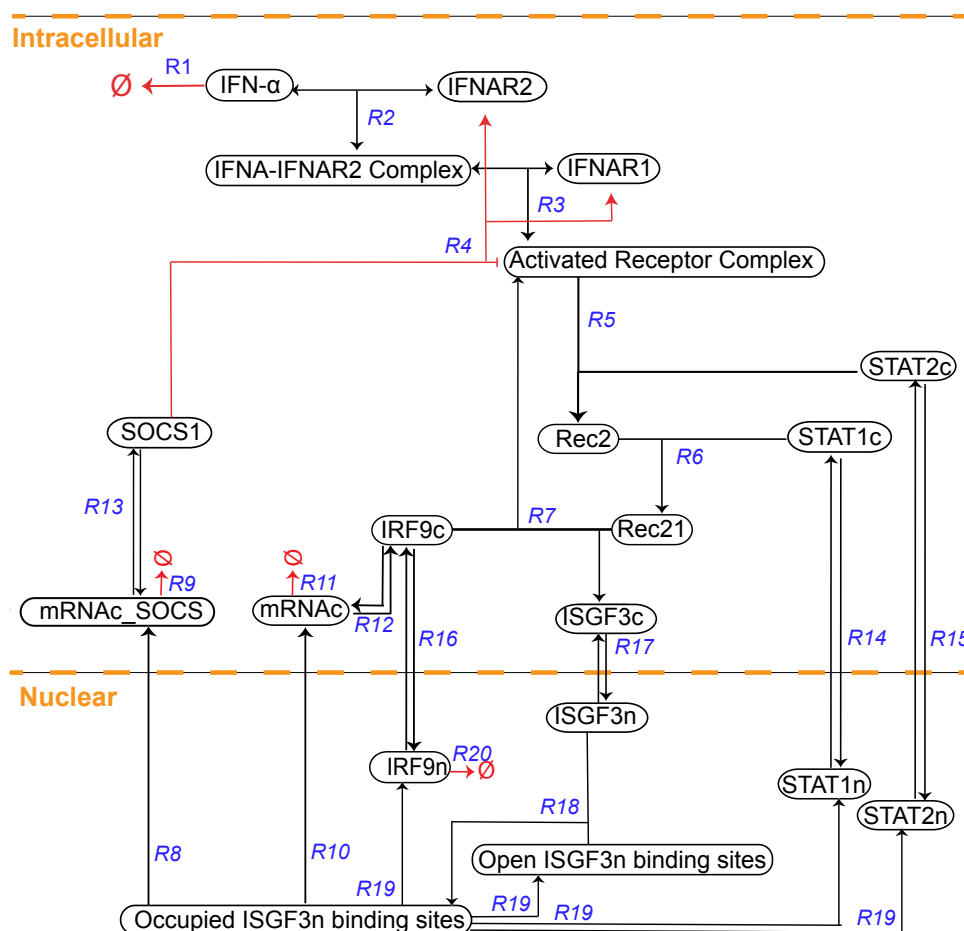 Intracellular
R1
Ø
IFN-α
IFNAR2
R2
IFNA-IFNAR2 Complex
IFNAR1
R3
R4
Activated Receptor Complex
R5
STAT2c
SOCS1
Rec2
STAT1c
R6
R13
R7
IRF9c
Rec21
Ø
Ø
R9
R11
mRNAc_SOCS
mRNAc
R12
ISGF3c
R16
R17
R14
R15
Nuclear
ISGF3n
R20
IRF9n
Ø
STAT1n
R18
STAT2n
R8
R10
Open ISGF3n binding sites
R19
R19
R19
R19
Occupied ISGF3n binding sites